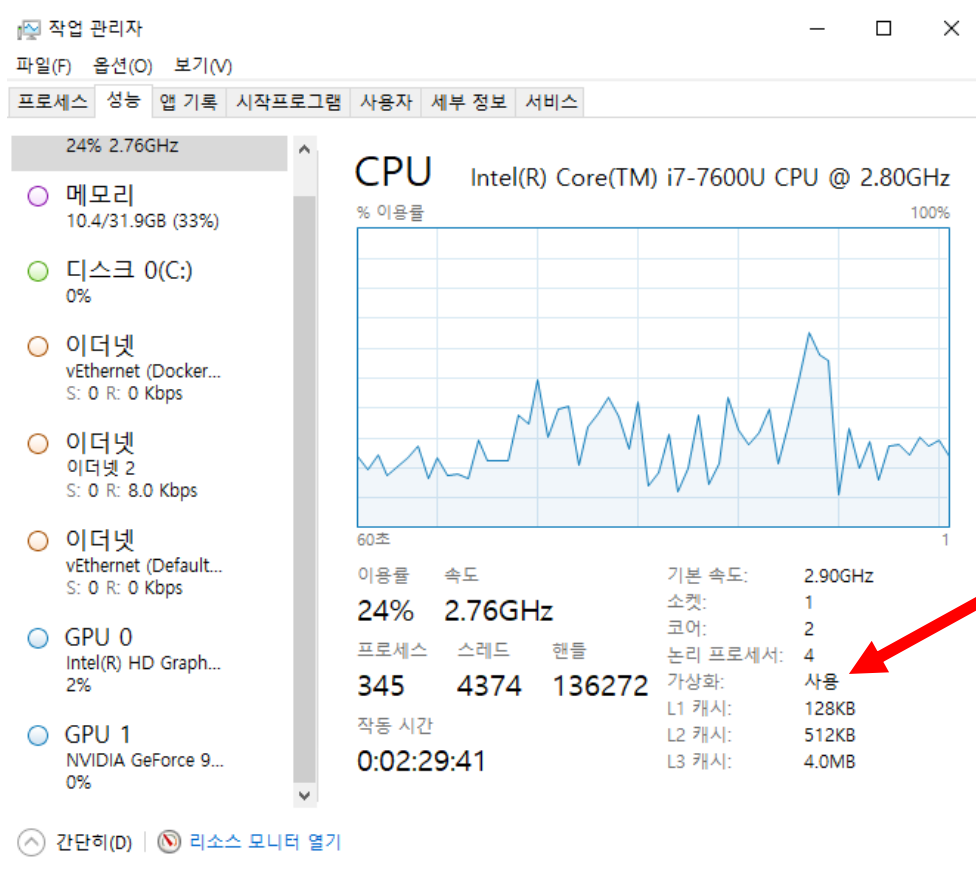 작업 관리자
파일(F) 옵션(O) 보기(V)
프로세스 성능 앱 기록 시작프로그램 사용자 세부 정보 서비스
24% 2.76GHz
메모리
10.4/31.9GB (33%)
디스크 0(C:)
0%
이더넷
vEthernet (Docker...
S: 0 R: 0 Kbps
이더넷
이더넷 2
S: 0 R: 8.0 Kbps
이더넷
vEthernet (Default...
S: 0 R: 0 Kbps
GPU 0
Intel(R) HD Graph...
2%
GPU 1
NVIDIA GeForce 9...
0%
CPU Intel(R) Core(TM) i7-7600U CPU @ 2.80GHz
% 이용률 100%
60초 1
이용률 속도
24% 2.76GHz
프로세스 스레드 핸들
345 4374 136272
작동 시간
0:02:29:41
기본 속도: 2.90GHz
소켓: 1
코어: 2
논리 프로세서: 4
가상화: 사용
L1 캐시: 128KB
L2 캐시: 512KB
L3 캐시: 4.0MB
간단히(D) 리소스 모니터 열기